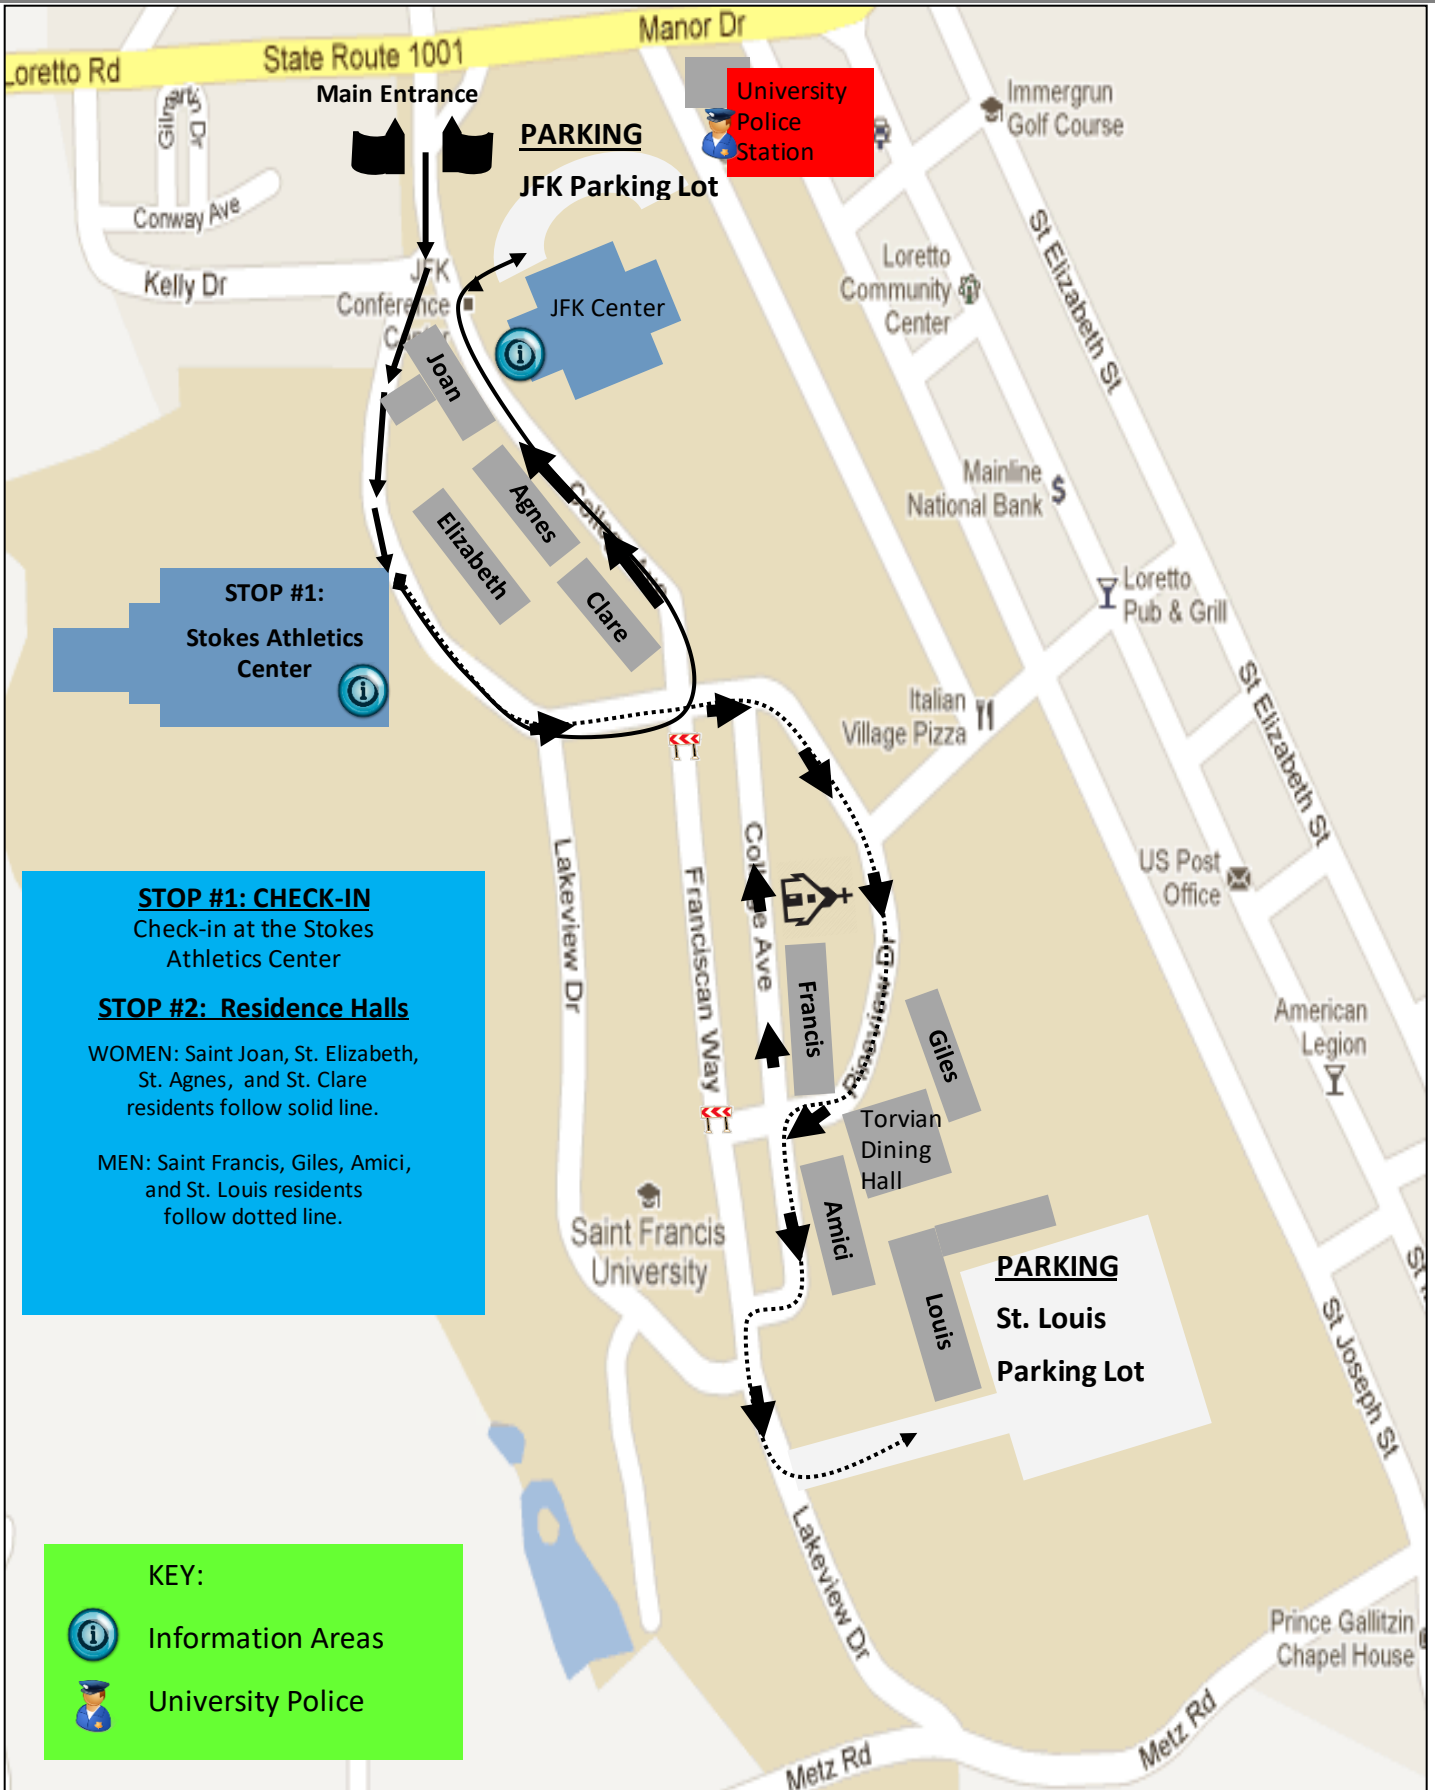 Manor Dr
State Route 1001
Loretto Rd
Main Entrance
Gilmartin Dr
University
Police
Station
Immergrun
Golf Course
PARKING
JFK Parking Lot
Conway Ave
Kelly Dr
JFK
Conference
Center
JFK Center
Loretto
Community
Center
St Elizabeth St
Joan
Agnes
Elizabeth
Clare
College Ave
Mainline
National Bank
Loretto
Pub & Grill
STOP #1:
Stokes Athletics
Center
Italian
Village Pizza
St Elizabeth St
US Post
Office
Lakeview Dr
Franciscan Way
College Ave
Pineview Dr
Francis
Giles
STOP #1: CHECK-IN
Check-in at the Stokes
Athletics Center
STOP #2:  Residence Halls
WOMEN: Saint Joan, St. Elizabeth,
St. Agnes,  and St. Clare
residents follow solid line.
MEN: Saint Francis, Giles, Amici,
and St. Louis residents
follow dotted line.
American
Legion
Torvian
Dining
Hall
Amici
Saint Francis
University
Louis
PARKING
St. Louis
Parking Lot
St Joseph St
Lakeview Dr
KEY:
Information Areas
University Police
Prince Gallitzin
Chapel House
Metz Rd
Metz Rd